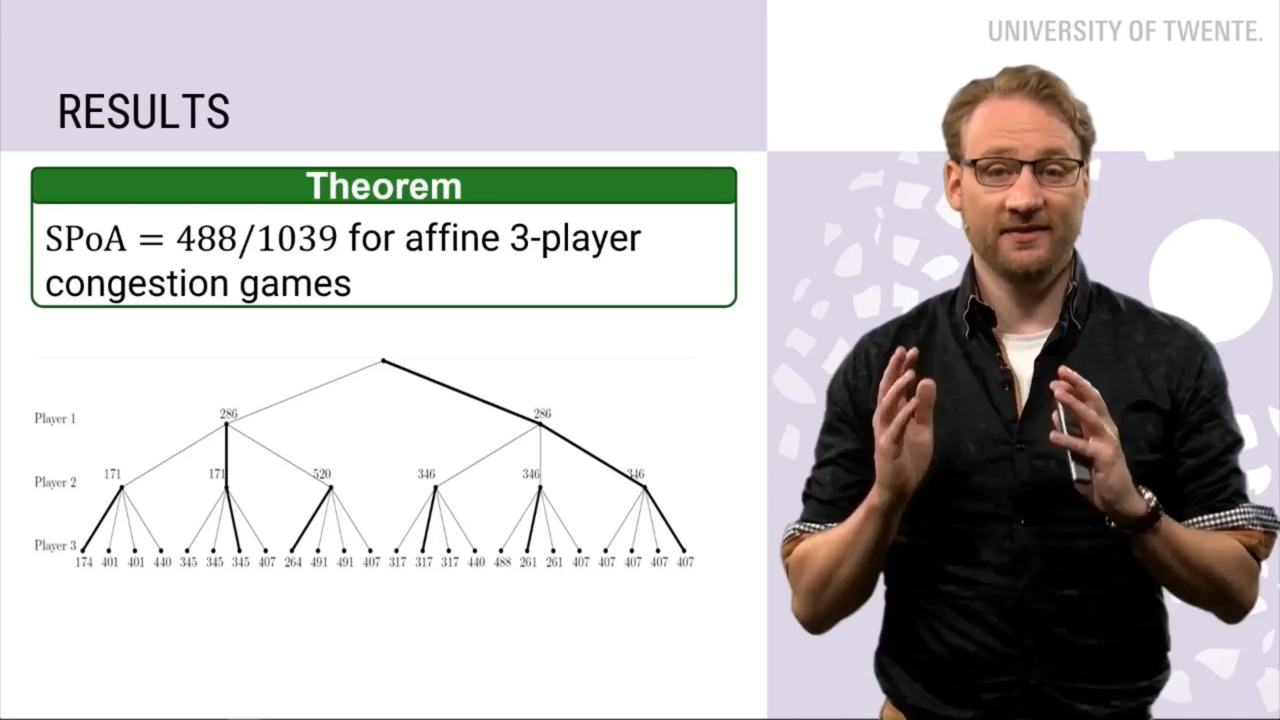 UNIVERSITY OF TWENTE.
RESULTS
Theorem
SPoA = 488/1039 for affine 3-player
congestion games
Player 1
286 286
Player 2
171 171 520 346 346 346
Player 3
174 401 401 440 345 345 345 407 264 491 491 407 317 317 317 440 488 261 261 407 407 407 407 407